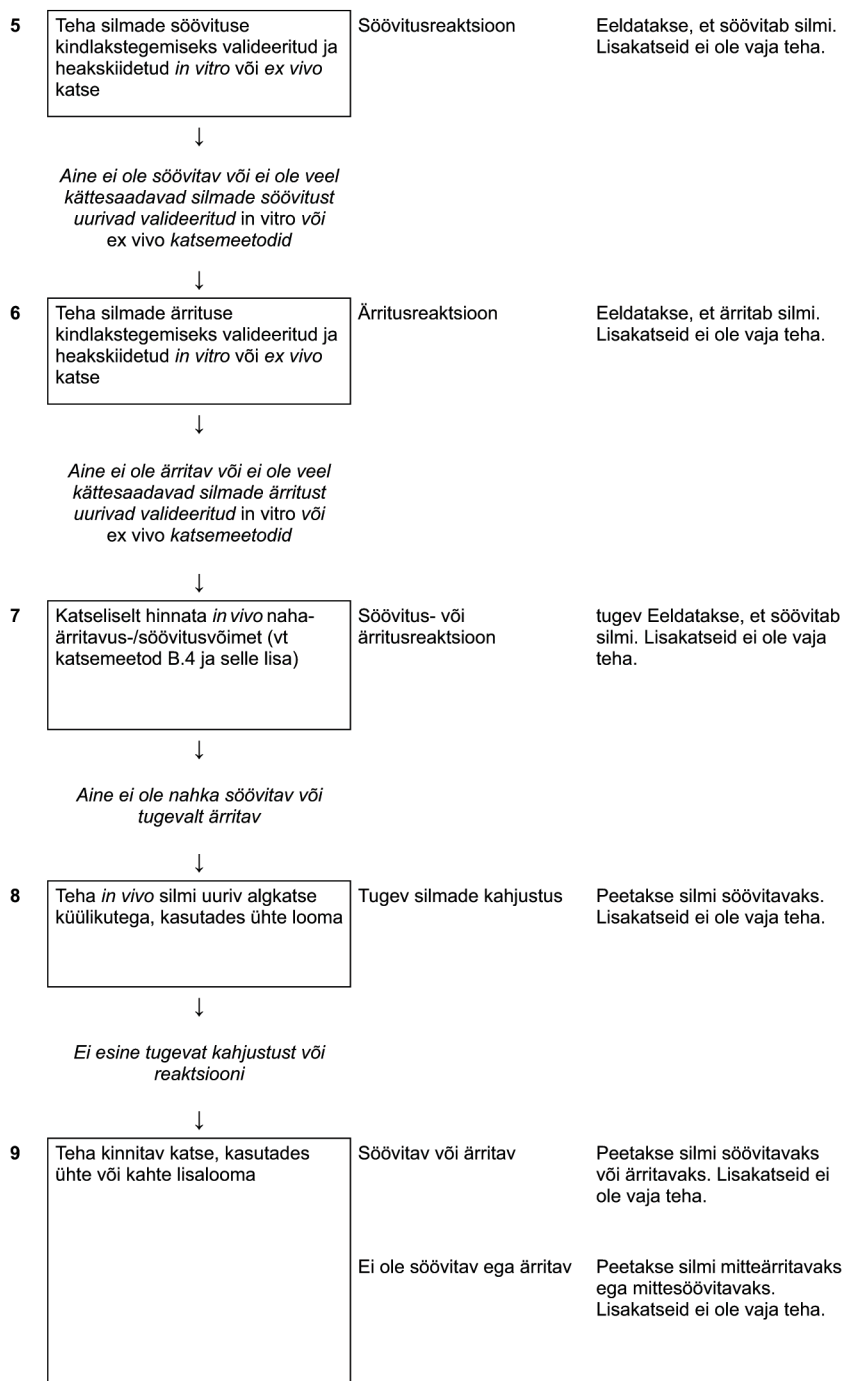 5
Teha silmade söövituse
kindlakstegemiseks valideeritud ja
heakskiidetud in vitro või ex vivo
katse
Söövitusreaktsioon
Eeldatakse, et söövitab silmi.
Lisakatseid ei ole vaja teha.
↓
Aine ei ole söövitav või ei ole veel
kättesaadavad silmade söövitust
uurivad valideeritud in vitro või
ex vivo katsemeetodid
↓
6
Teha silmade ärrituse
kindlakstegemiseks valideeritud ja
heakskiidetud in vitro või ex vivo
katse
Ärritusreaktsioon
Eeldatakse, et ärritab silmi.
Lisakatseid ei ole vaja teha.
↓
Aine ei ole ärritav või ei ole veel
kättesaadavad silmade ärritust
uurivad valideeritud in vitro või
ex vivo katsemeetodid
↓
7
Katseliselt hinnata in vivo naha-
ärritavus-/söövitusvõimet (vt
katsemeetod B.4 ja selle lisa)
Söövitus- või
ärritusreaktsioon
tugev Eeldatakse, et söövitab
silmi. Lisakatseid ei ole vaja
teha.
↓
Aine ei ole nahka söövitav või
tugevalt ärritav
↓
8
Teha in vivo silmi uuriv algkatse
küülikutega, kasutades ühte looma
Tugev silmade kahjustus
Peetakse silmi söövitavaks.
Lisakatseid ei ole vaja teha.
↓
Ei esine tugevat kahjustust või
reaktsiooni
↓
9
Teha kinnitav katse, kasutades
ühte või kahte lisalooma
Söövitav või ärritav
Peetakse silmi söövitavaks
või ärritavaks. Lisakatseid ei
ole vaja teha.
Ei ole söövitav ega ärritav
Peetakse silmi mitteärritavaks
ega mittesöövitavaks.
Lisakatseid ei ole vaja teha.